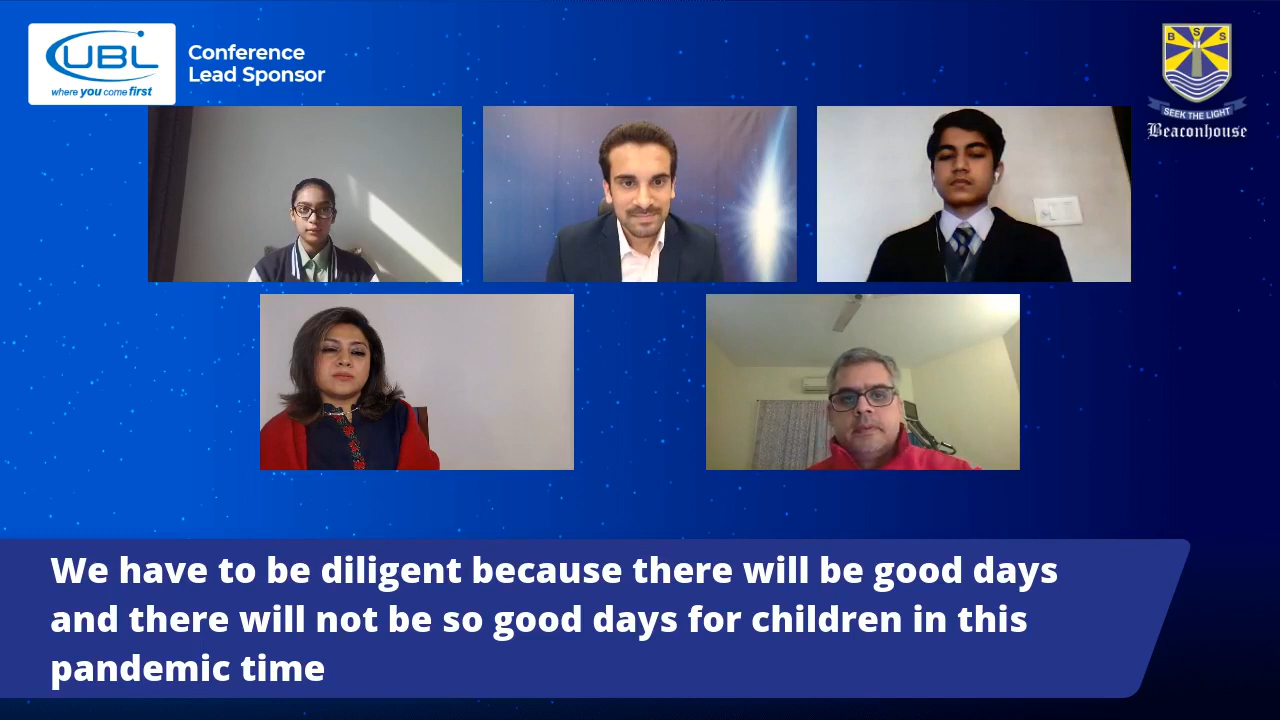 UBL
where you come first
Conference
Lead Sponsor
B S S
SEEK THE LIGHT
Beaconhouse
We have to be diligent because there will be good days
and there will not be so good days for children in this
pandemic time